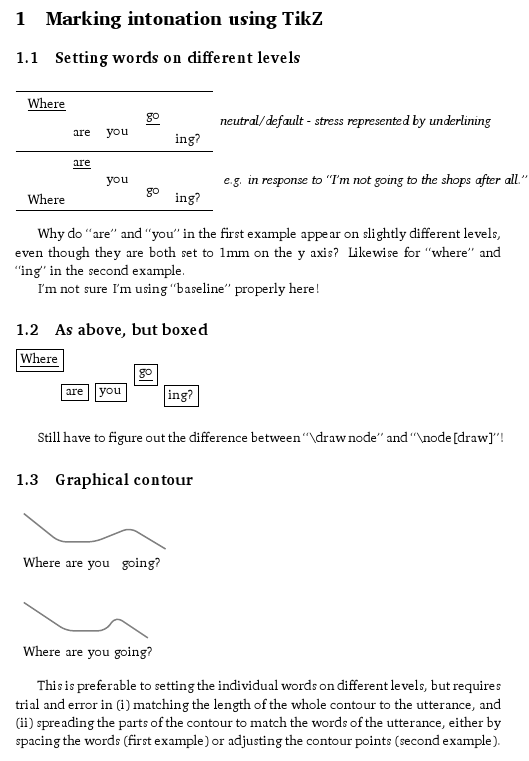 1 Marking intonation using TikZ
1.1 Setting words on different levels
Where
go
are you
ing?
neutral/default - stress represented by underlining
are
you
go
Where
ing?
e.g. in response to “I’m not going to the shops after all.”
Why do “are” and “you” in the first example appear on slightly different levels,
even though they are both set to 1mm on the y axis? Likewise for “where” and
“ing” in the second example.
I’m not sure I’m using “baseline” properly here!
1.2 As above, but boxed
Where
go
are you
ing?
Still have to figure out the difference between “\draw node” and “\node[draw]”!
1.3 Graphical contour
Where are you going?
Where are you going?
This is preferable to setting the individual words on different levels, but requires
trial and error in (i) matching the length of the whole contour to the utterance, and
(ii) spreading the parts of the contour to match the words of the utterance, either by
spacing the words (first example) or adjusting the contour points (second example).